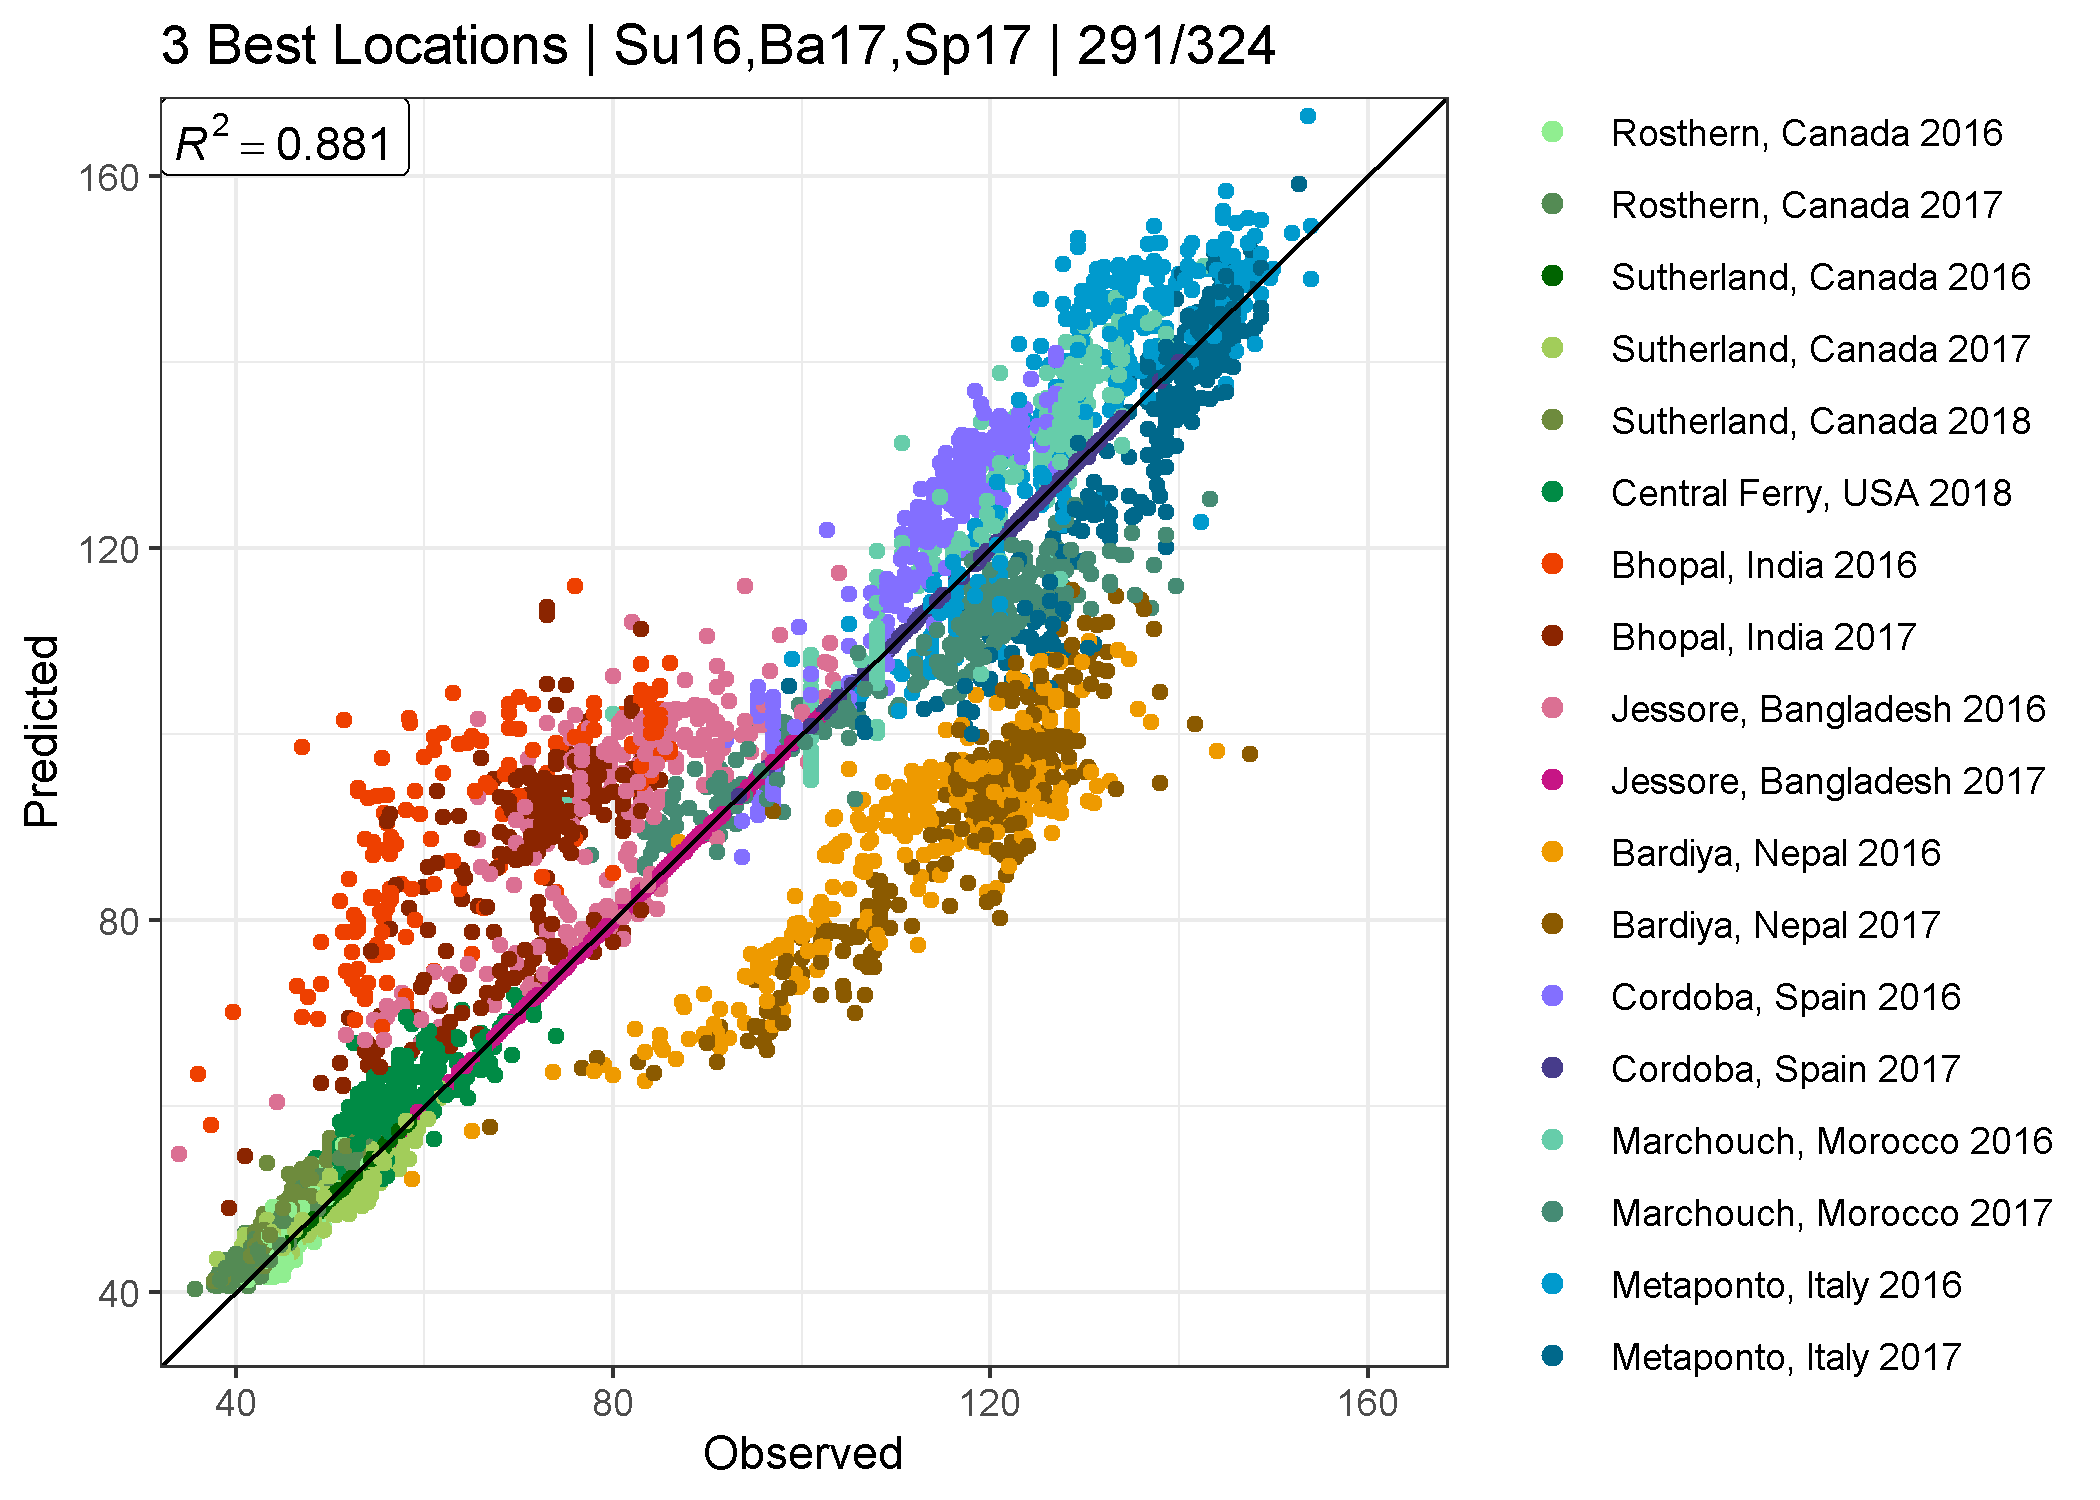 3 Best Locations | Su16,Ba17,Sp17 | 291/324
R² = 0.881
Predicted
160
120
80
40
40 80 120 160
Observed
Rosthern, Canada 2016
Rosthern, Canada 2017
Sutherland, Canada 2016
Sutherland, Canada 2017
Sutherland, Canada 2018
Central Ferry, USA 2018
Bhopal, India 2016
Bhopal, India 2017
Jessore, Bangladesh 2016
Jessore, Bangladesh 2017
Bardiya, Nepal 2016
Bardiya, Nepal 2017
Cordoba, Spain 2016
Cordoba, Spain 2017
Marchouch, Morocco 2016
Marchouch, Morocco 2017
Metaponto, Italy 2016
Metaponto, Italy 2017